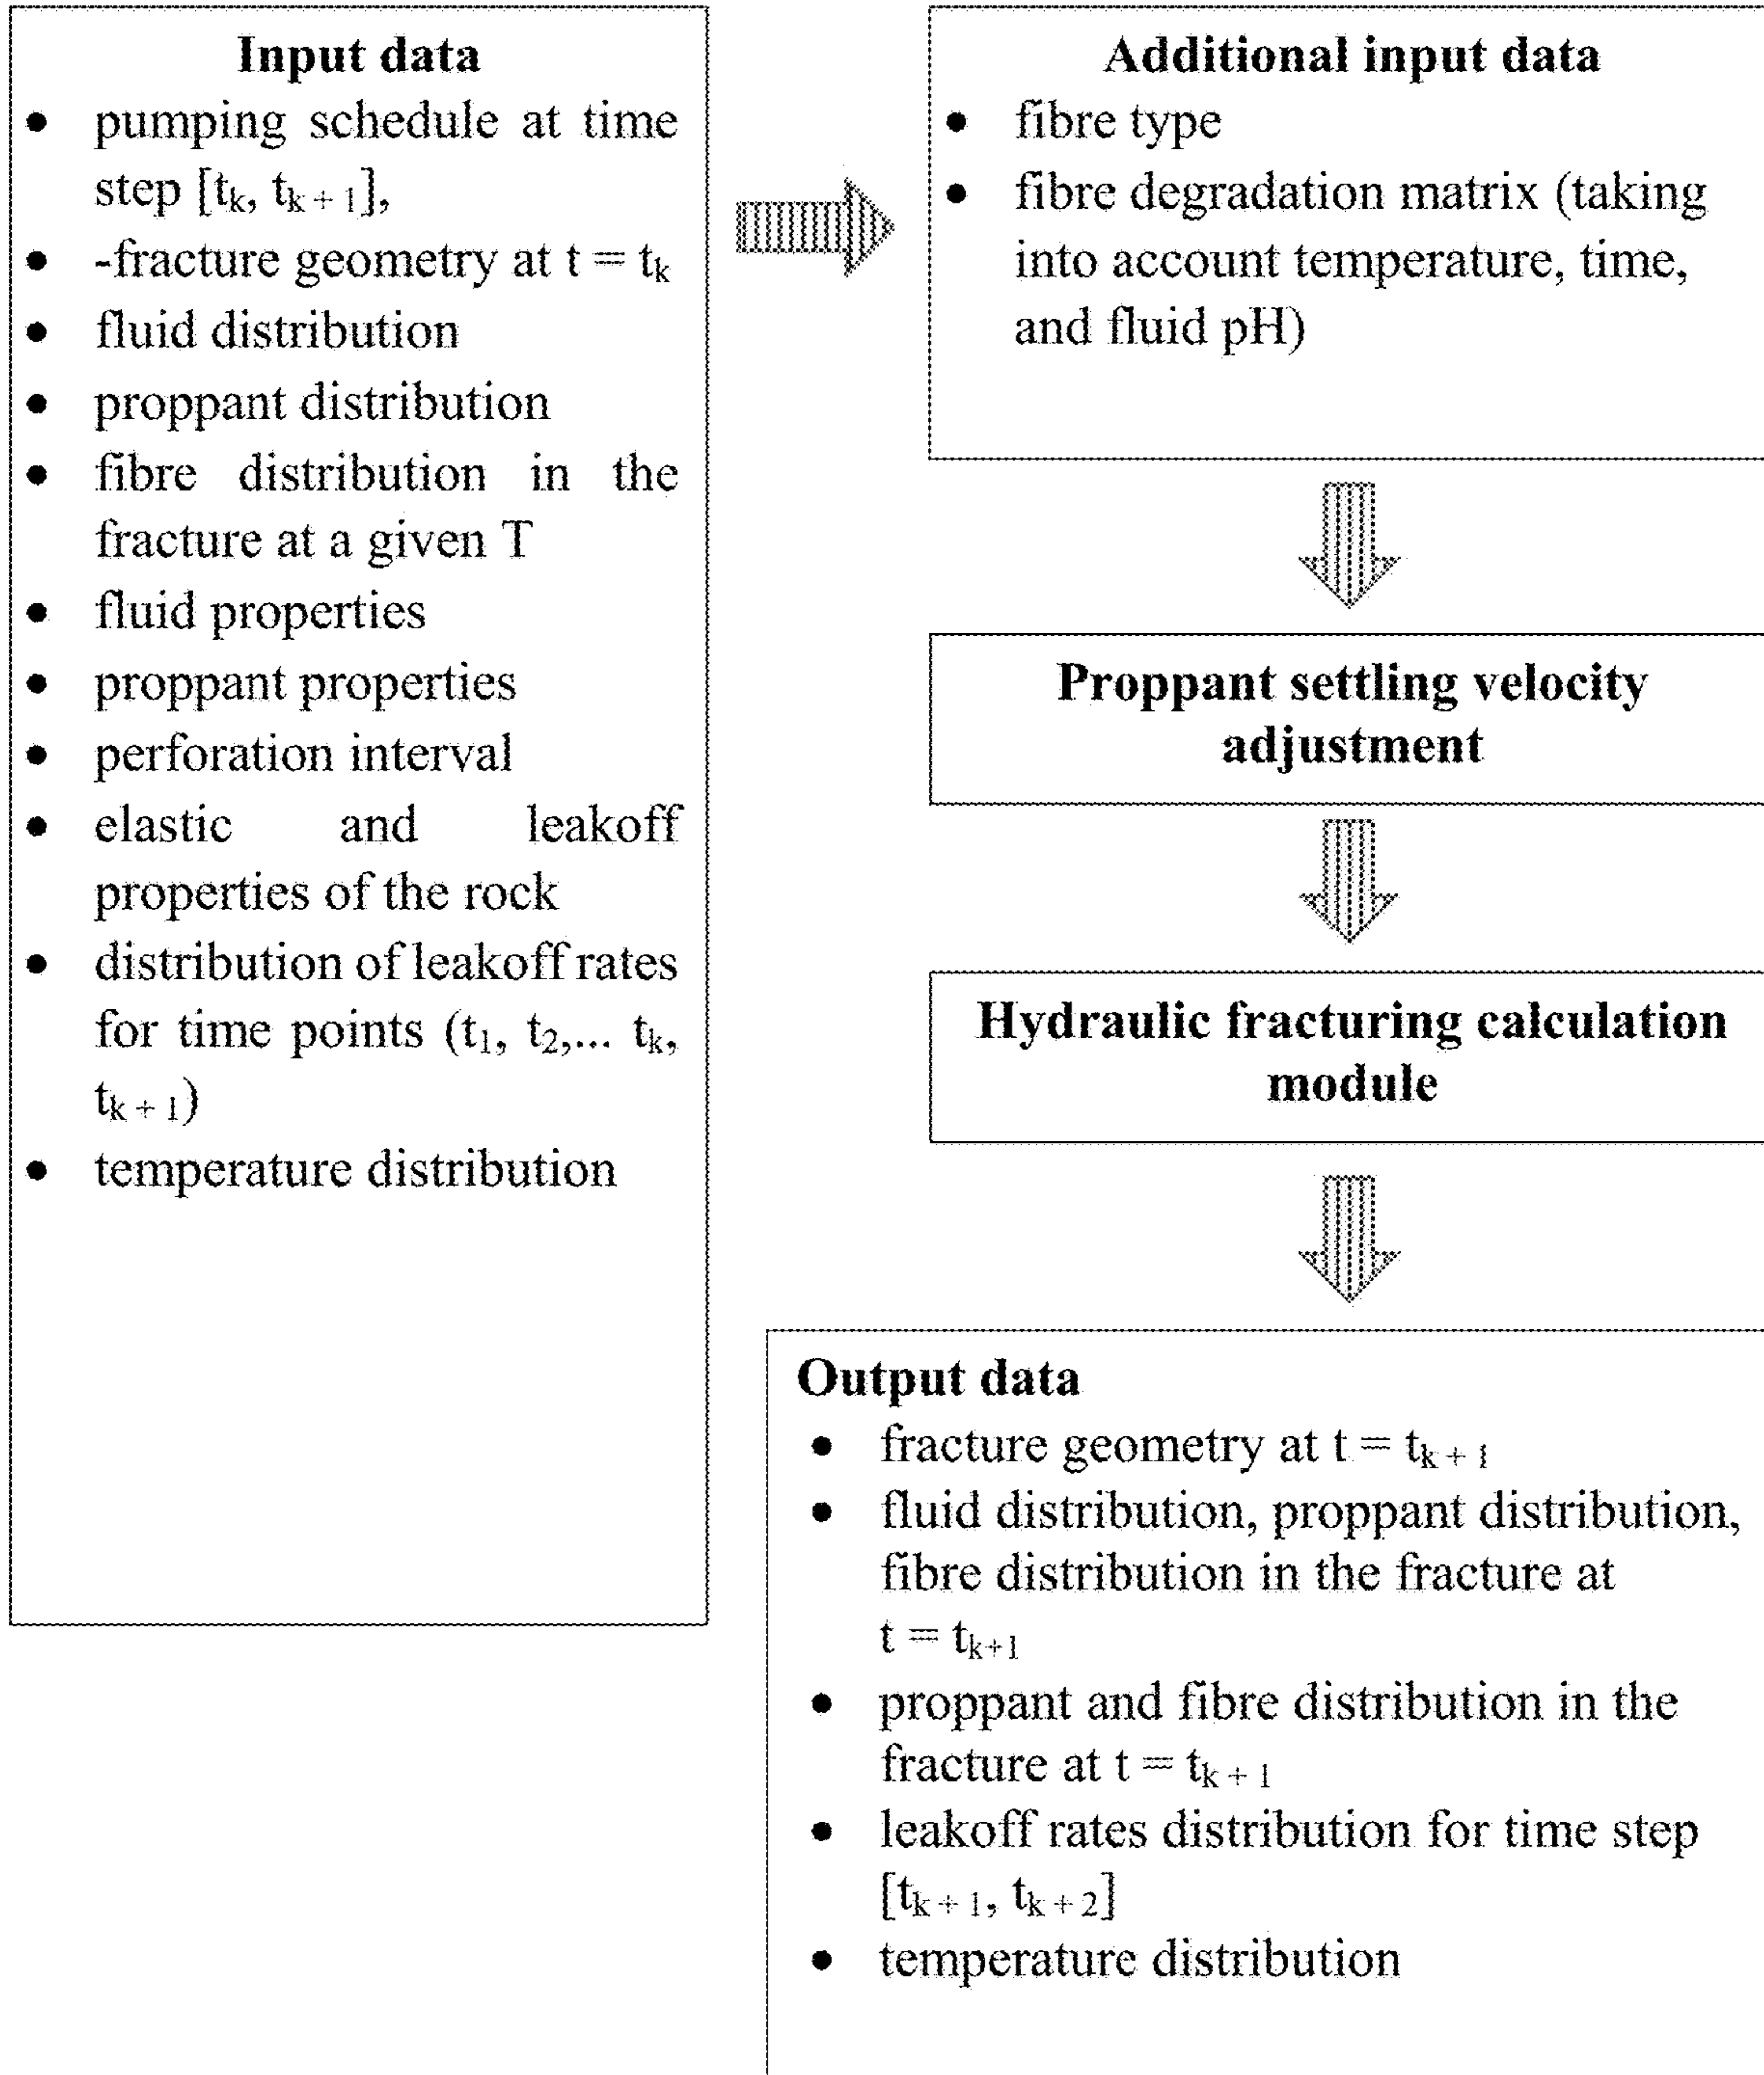 Input data
• pumping schedule at time
step [tk, tk + 1],
• -fracture geometry at t = tk
• fluid distribution
• proppant distribution
• fibre distribution in the
fracture at a given T
• fluid properties
• proppant properties
• perforation interval
• elastic and leakoff
properties of the rock
• distribution of leakoff rates
for time points (t1, t2,... tk,
tk + 1)
• temperature distribution
Additional input data
• fibre type
• fibre degradation matrix (taking
into account temperature, time,
and fluid pH)
Proppant settling velocity
adjustment
Hydraulic fracturing calculation
module
Output data
• fracture geometry at t = tk + 1
• fluid distribution, proppant distribution,
fibre distribution in the fracture at
t = tk+1
• proppant and fibre distribution in the
fracture at t = tk + 1
• leakoff rates distribution for time step
[tk + 1, tk + 2]
• temperature distribution